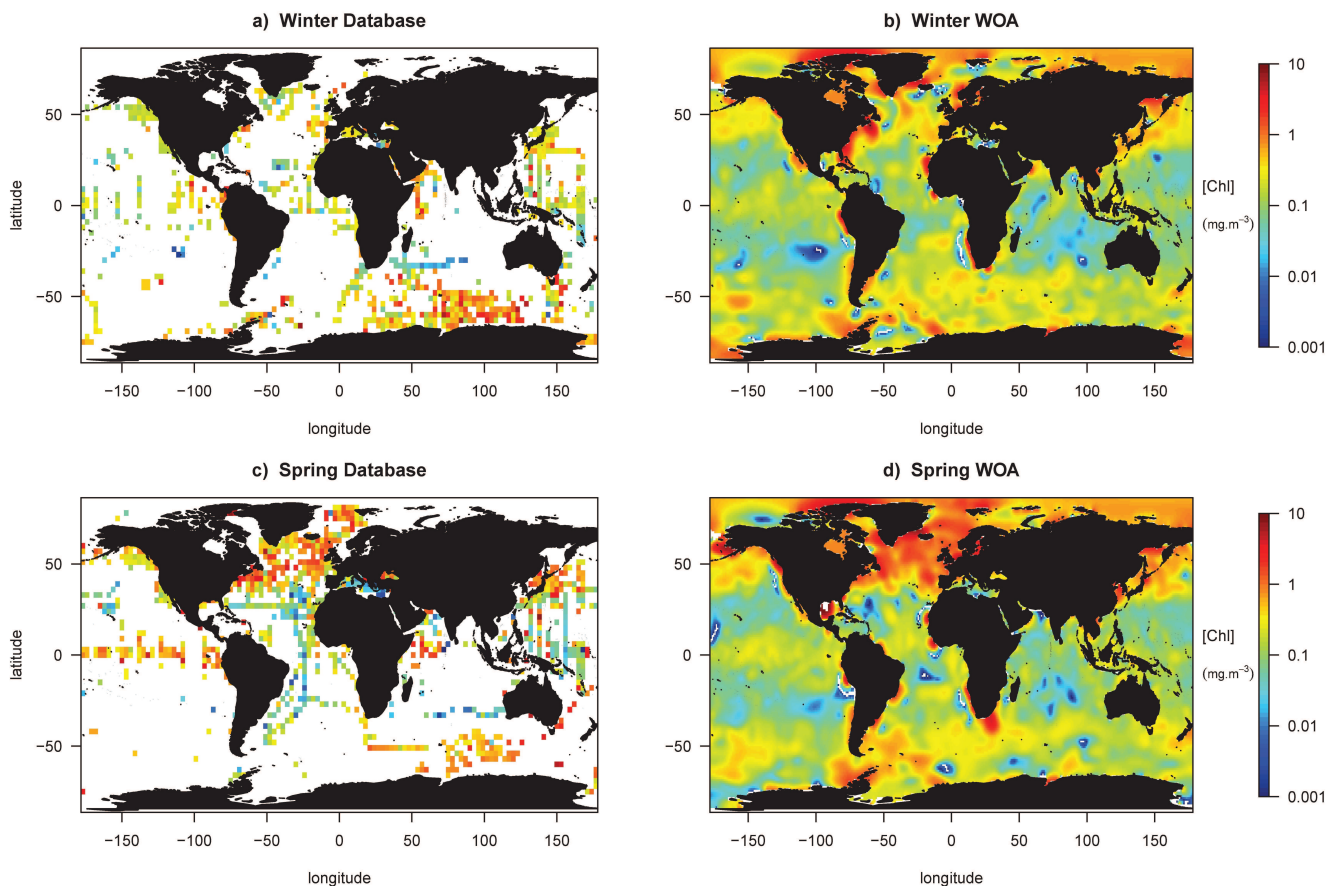 a) Winter Database
b) Winter WOA
latitude
50
0
−50
−150 −100 −50 0 50 100 150
longitude
50
0
−50
−150 −100 −50 0 50 100 150
longitude
[Chl]
(mg.m−3)
10
1
0.1
0.01
0.001
c) Spring Database
d) Spring WOA
latitude
50
0
−50
−150 −100 −50 0 50 100 150
longitude
50
0
−50
−150 −100 −50 0 50 100 150
longitude
[Chl]
(mg.m−3)
10
1
0.1
0.01
0.001